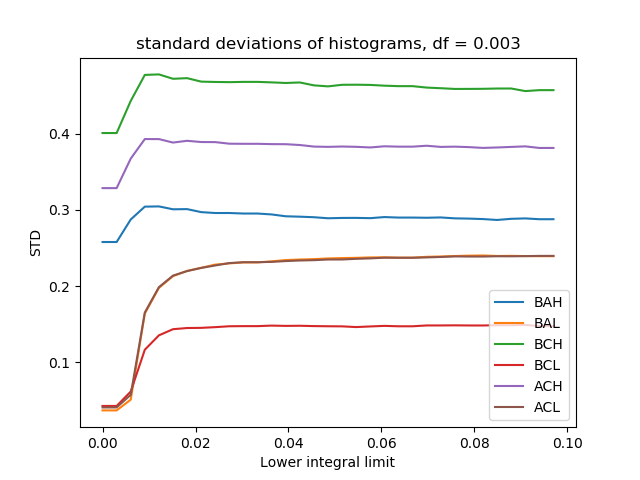 standard deviations of histograms, df = 0.003
STD
0.4
0.3
0.2
0.1
BAH
BAL
BCH
BCL
ACH
ACL
0.00 0.02 0.04 0.06 0.08 0.10
Lower integral limit